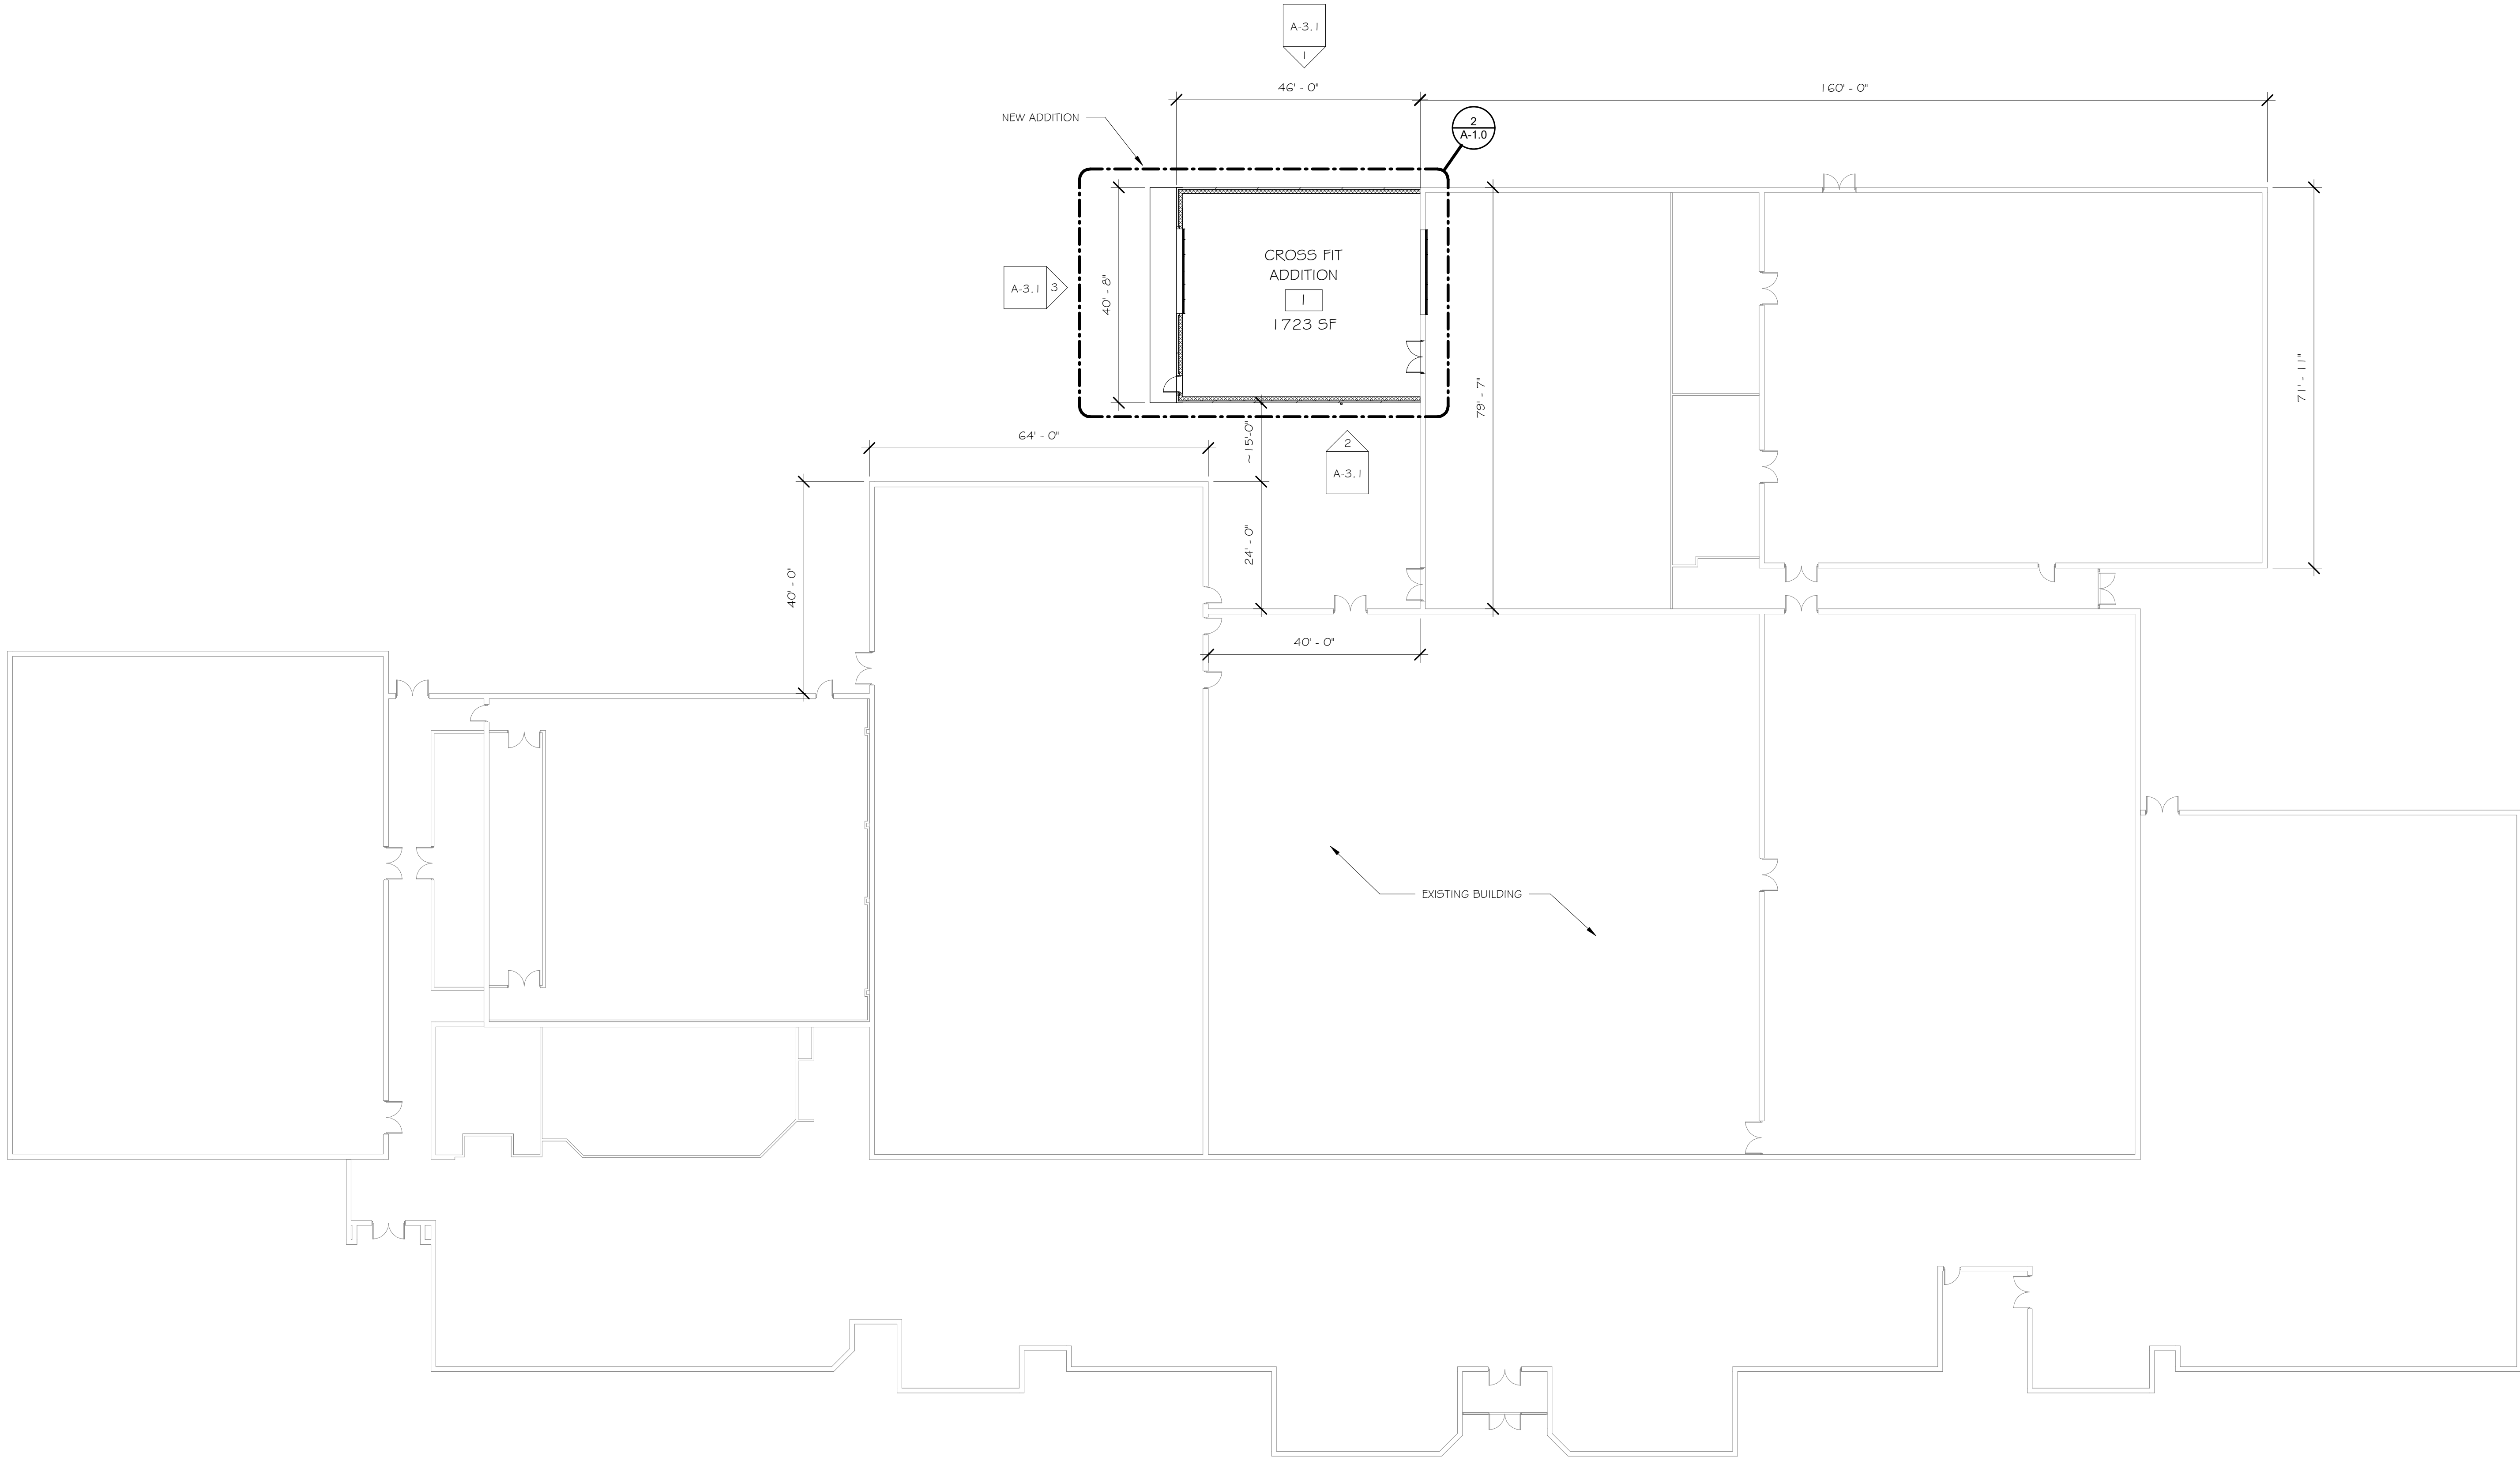 A-3.1
1
46' - 0"
160' - 0"
NEW ADDITION
2
A-1.0
CROSS FIT
ADDITION
1
1723 SF
A-3.1
3
40' - 8"
79' - 7"
71' - 11"
64' - 0"
~15'-0"
2
A-3.1
24' - 0"
40' - 0"
40' - 0"
EXISTING BUILDING